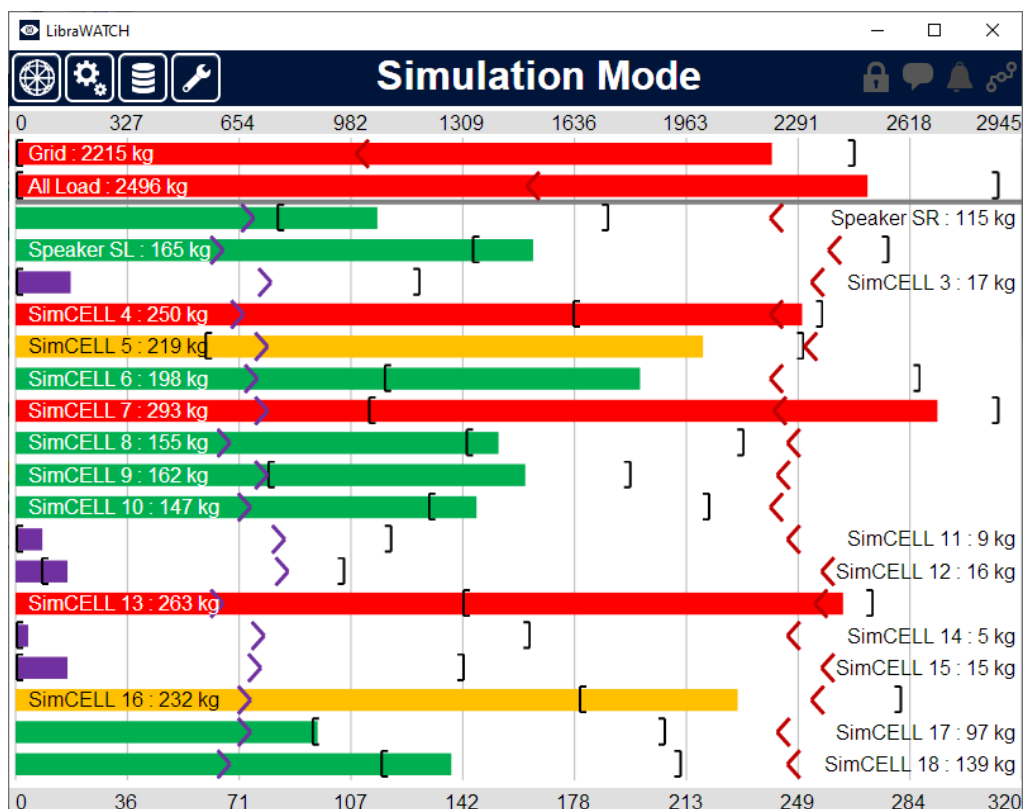 LibraWATCH
Simulation Mode
0 327 654 982 1309 1636 1963 2291 2618 2945
Grid : 2215 kg
All Load : 2496 kg
Speaker SR : 115 kg
Speaker SL : 165 kg
SimCELL 3 : 17 kg
SimCELL 4 : 250 kg
SimCELL 5 : 219 kg
SimCELL 6 : 198 kg
SimCELL 7 : 293 kg
SimCELL 8 : 155 kg
SimCELL 9 : 162 kg
SimCELL 10 : 147 kg
SimCELL 11 : 9 kg
SimCELL 12 : 16 kg
SimCELL 13 : 263 kg
SimCELL 14 : 5 kg
SimCELL 15 : 15 kg
SimCELL 16 : 232 kg
SimCELL 17 : 97 kg
SimCELL 18 : 139 kg
0 36 71 107 142 178 213 249 284 320